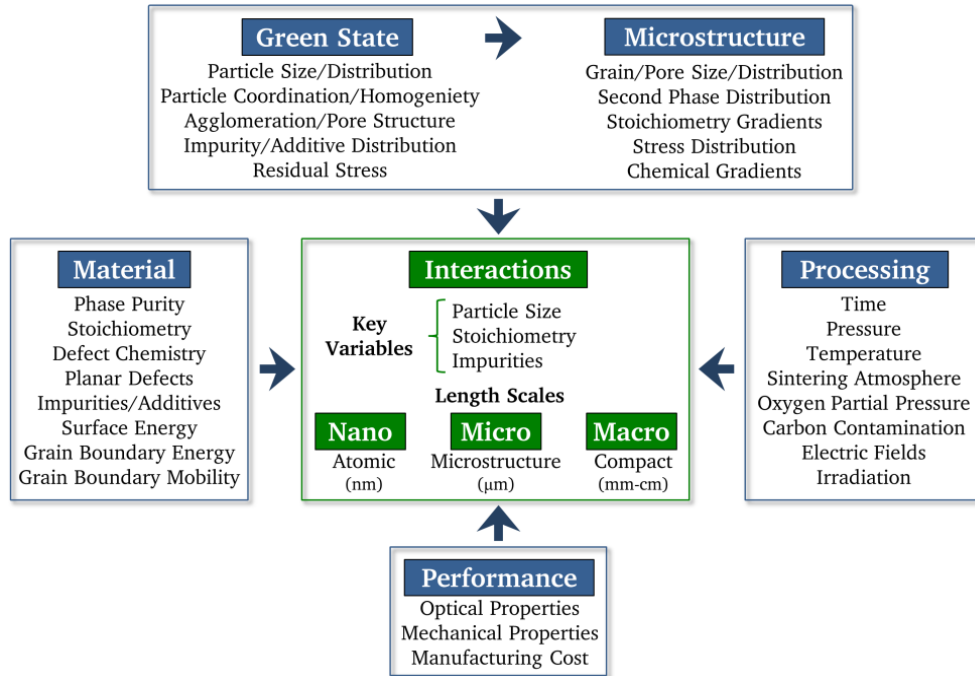 Green State
Particle Size/Distribution
Particle Coordination/Homogeniety
Agglomeration/Pore Structure
Impurity/Additive Distribution
Residual Stress
Microstructure
Grain/Pore Size/Distribution
Second Phase Distribution
Stoichiometry Gradients
Stress Distribution
Chemical Gradients
Material
Phase Purity
Stoichiometry
Defect Chemistry
Planar Defects
Impurities/Additives
Surface Energy
Grain Boundary Energy
Grain Boundary Mobility
Interactions
Key
Variables
Particle Size
Stoichiometry
Impurities
Length Scales
Nano
Atomic
(nm)
Micro
Microstructure
(μm)
Macro
Compact
(mm-cm)
Processing
Time
Pressure
Temperature
Sintering Atmosphere
Oxygen Partial Pressure
Carbon Contamination
Electric Fields
Irradiation
Performance
Optical Properties
Mechanical Properties
Manufacturing Cost